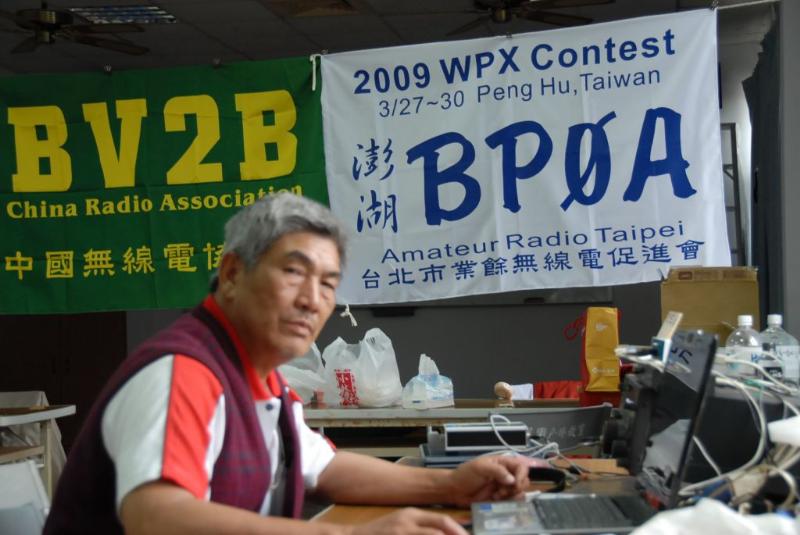 BV2B
China Radio Association
中國無線電協
2009 WPX Contest
3/27~30 Peng Hu, Taiwan
澎湖
BPØA
Amateur Radio Taipei
台北市業餘無線電促進會